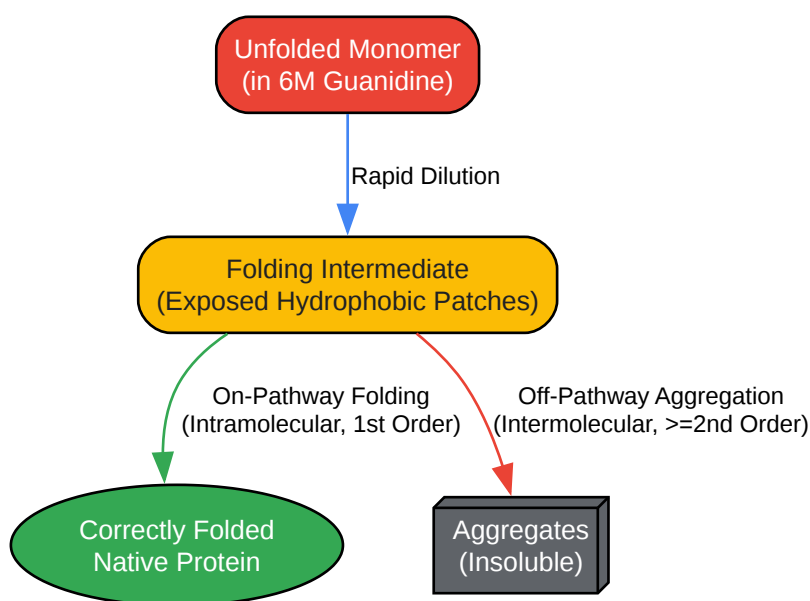 Unfolded Monomer
(in 6M Guanidine)
Rapid Dilution
Folding Intermediate
(Exposed Hydrophobic Patches)
On-Pathway Folding
(Intramolecular, 1st Order)
Off-Pathway Aggregation
(Intermolecular, >=2nd Order)
Correctly Folded
Native Protein
Aggregates
(Insoluble)